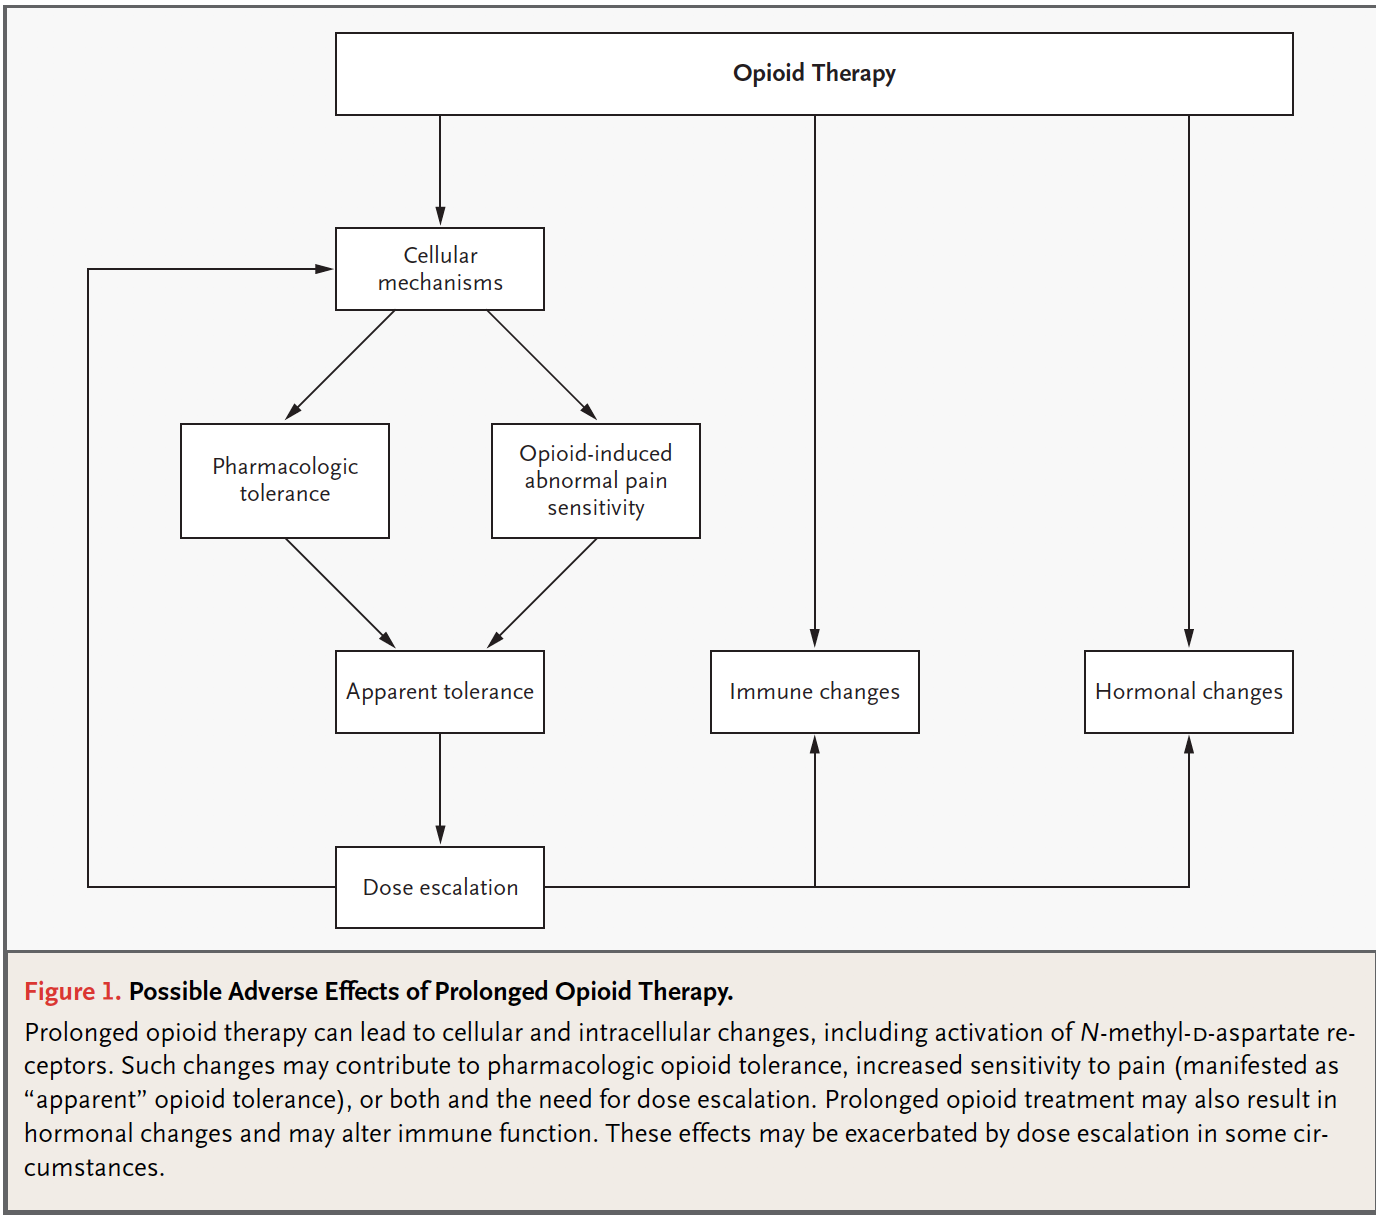 Opioid Therapy
Cellular
mechanisms
Pharmacologic
tolerance
Opioid-induced
abnormal pain
sensitivity
Apparent tolerance
Immune changes
Hormonal changes
Dose escalation
Figure 1. Possible Adverse Effects of Prolonged Opioid Therapy.
Prolonged opioid therapy can lead to cellular and intracellular changes, including activation of N-methyl-D-aspartate re-
ceptors. Such changes may contribute to pharmacologic opioid tolerance, increased sensitivity to pain (manifested as
“apparent” opioid tolerance), or both and the need for dose escalation. Prolonged opioid treatment may also result in
hormonal changes and may alter immune function. These effects may be exacerbated by dose escalation in some cir-
cumstances.